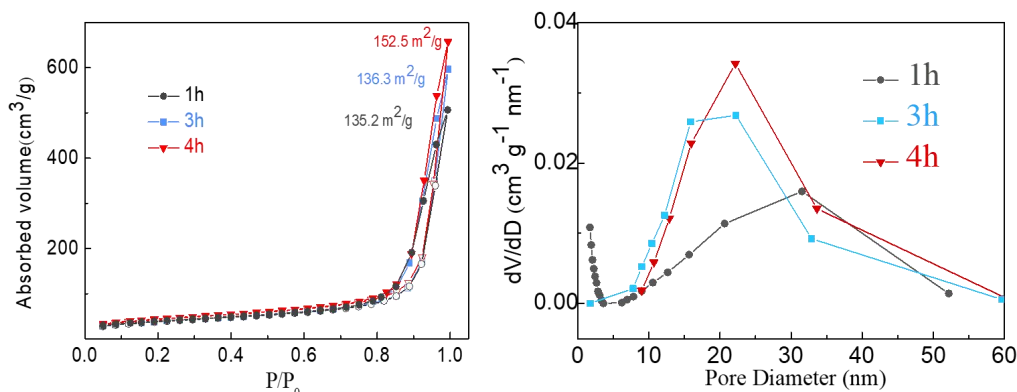 Absorbed volume(cm³/g)
600
400
200
0.0 0.2 0.4 0.6 0.8 1.0
P/P₀
1h
3h
4h
152.5 m²/g
136.3 m²/g
135.2 m²/g
dV/dD (cm³ g⁻¹ nm⁻¹)
0.04
0.02
0.00
0 10 20 30 40 50 60
Pore Diameter (nm)
1h
3h
4h